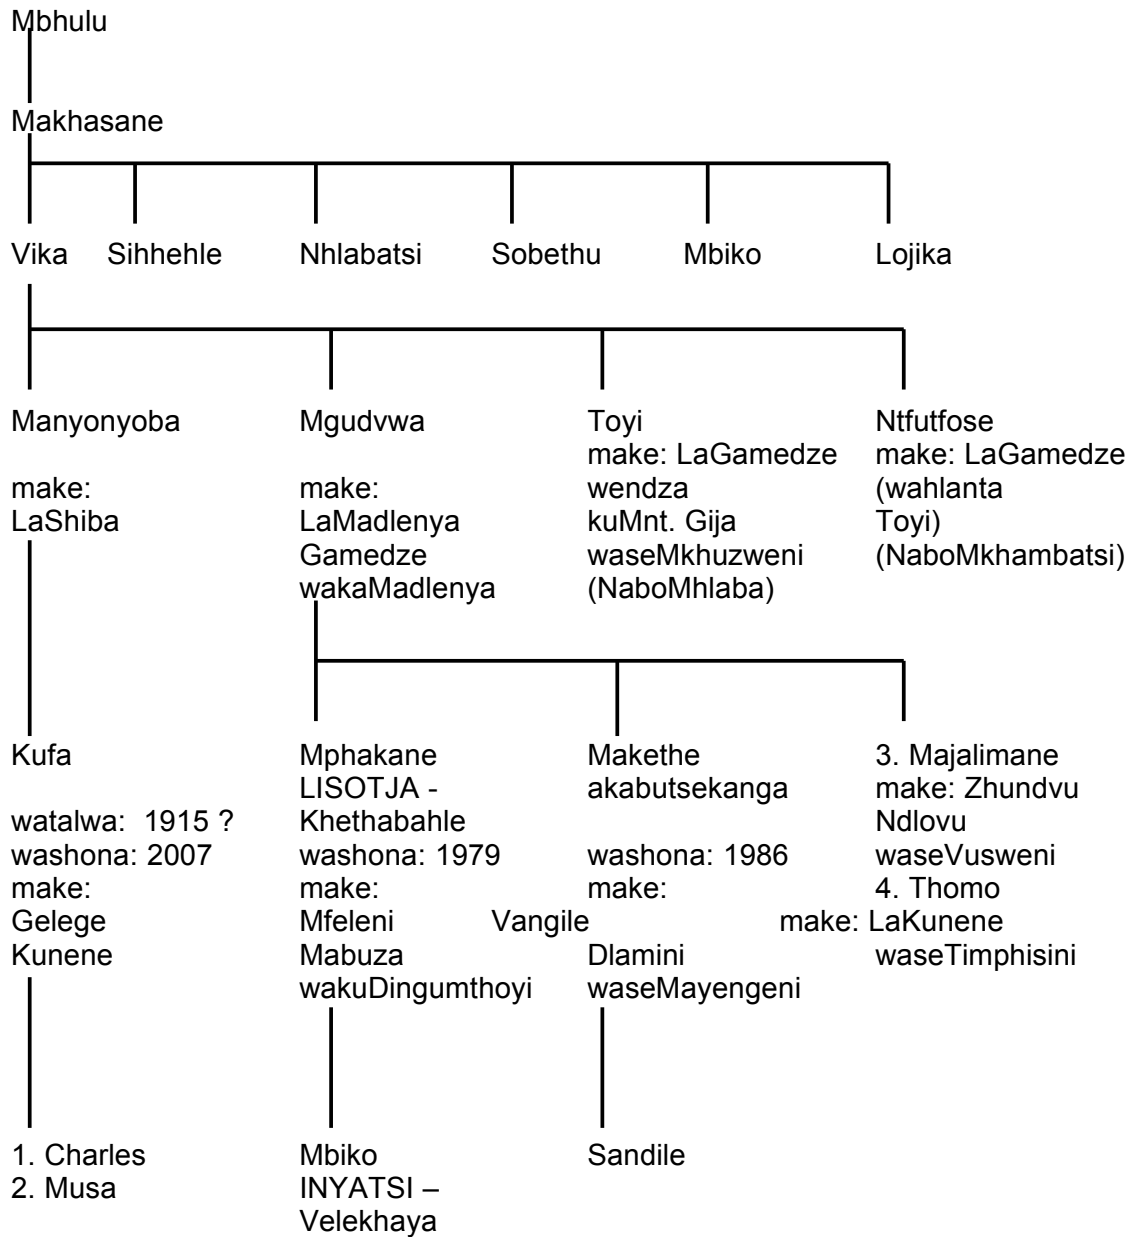 Mbhulu
Makhasane
Vika Sihhehle Nhlabatsi Sobethu Mbiko Lojika
Manyonyoba Mgudvwa Toyi Ntfutfose
make: LaGamedze make: LaGamedze
make: make: wendza (wahlanta
LaShiba LaMadlenya kuMnt. Gija Toyi)
Gamedze waseMkhuzweni (NaboMkhambatsi)
wakaMadlenya (NaboMhlaba)
Kufa Mphakane Makethe 3. Majalimane
LISOTJA - akabutsekanga make: Zhundvu
watalwa: 1915 ? Khethabahle Ndlovu
washona: 2007 washona: 1979 washona: 1986 waseVusweni
make: make: make: 4. Thomo
Gelege Mfeleni Vangile make: LaKunene
Kunene Mabuza Dlamini waseTimphisini
wakuDingumthoyi waseMayengeni
1. Charles Mbiko Sandile
2. Musa INYATSI –
Velekhaya